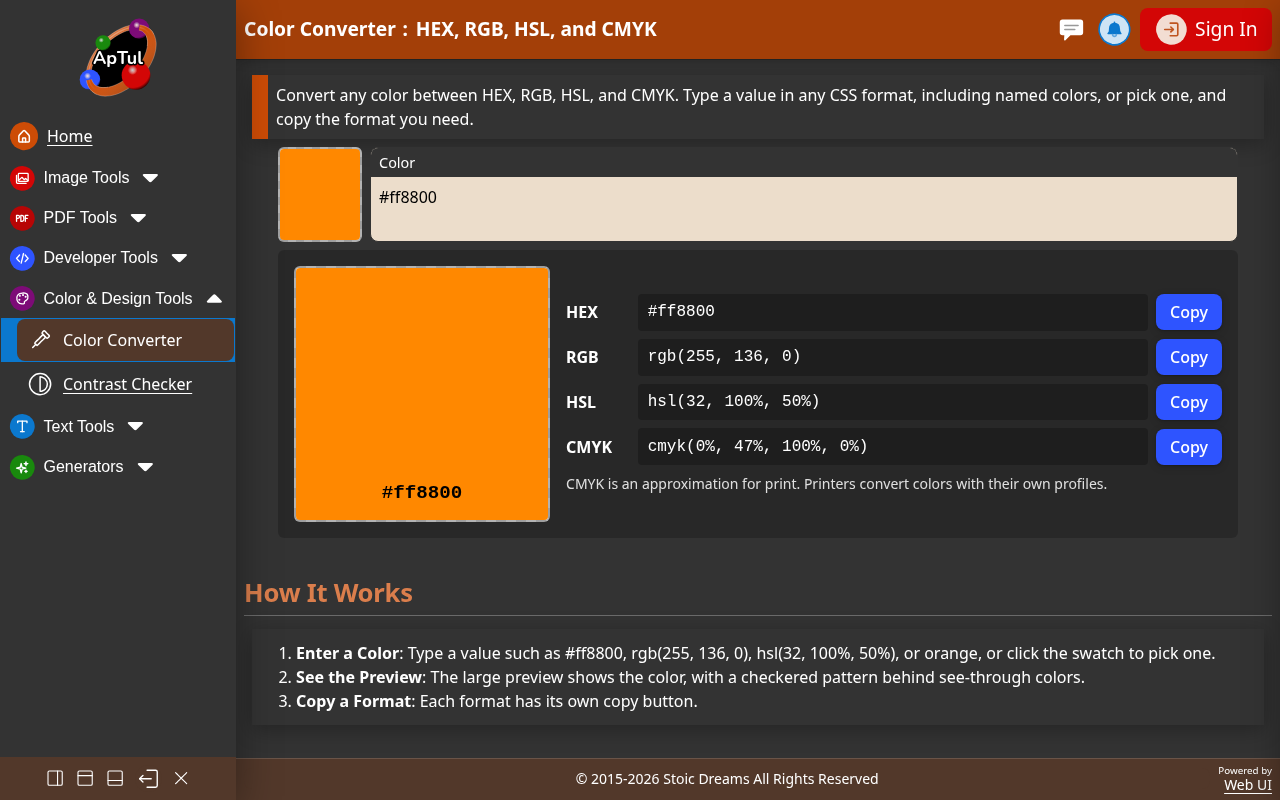 ApTul
Home
Image Tools
PDF
PDF Tools
Developer Tools
Color & Design Tools
Color Converter
Contrast Checker
Text Tools
Generators
Color Converter : HEX, RGB, HSL, and CMYK
Sign In
Convert any color between HEX, RGB, HSL, and CMYK. Type a value in any CSS format, including named colors, or pick one, and
copy the format you need.
Color
#ff8800
#ff8800
HEX #ff8800 Copy
RGB rgb(255, 136, 0) Copy
HSL hsl(32, 100%, 50%) Copy
CMYK cmyk(0%, 47%, 100%, 0%) Copy
CMYK is an approximation for print. Printers convert colors with their own profiles.
How It Works
1. Enter a Color: Type a value such as #ff8800, rgb(255, 136, 0), hsl(32, 100%, 50%), or orange, or click the swatch to pick one.
2. See the Preview: The large preview shows the color, with a checkered pattern behind see-through colors.
3. Copy a Format: Each format has its own copy button.
© 2015-2026 Stoic Dreams All Rights Reserved
Powered by
Web UI